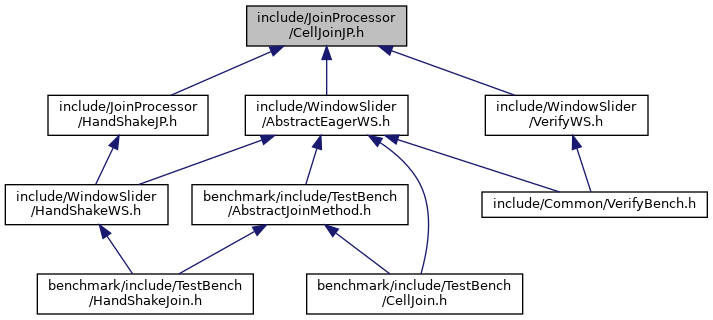 include/JoinProcessor
/CellJoinJP.h
include/JoinProcessor
/HandShakeJP.h
include/WindowSlider
/AbstractEagerWS.h
include/WindowSlider
/VerifyWS.h
include/WindowSlider
/HandShakeWS.h
benchmark/include/TestBench
/AbstractJoinMethod.h
include/Common/VerifyBench.h
benchmark/include/TestBench
/HandShakeJoin.h
benchmark/include/TestBench
/CellJoin.h